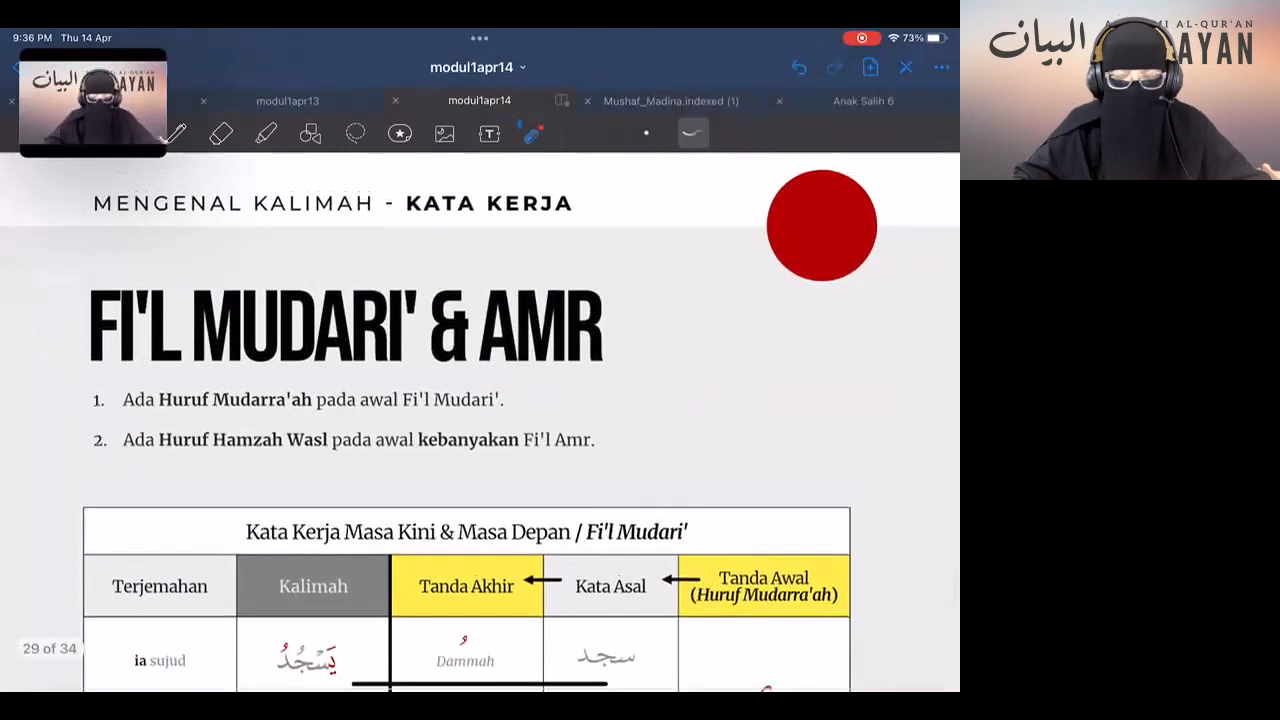 9:36 PM Thu 14 Apr
73%
modul1apr14
modul1apr13
modul1apr14
Mushaf_Madina.indexed (1)
Anak Salih 6
MENGENAL KALIMAH - KATA KERJA
FI'L MUDARI' & AMR
1. Ada Huruf Mudarra'ah pada awal Fi'l Mudari'.
2. Ada Huruf Hamzah Wasl pada awal kebanyakan Fi'l Amr.
Kata Kerja Masa Kini & Masa Depan / Fi'l Mudari'
Terjemahan Kalimah Tanda Akhir Kata Asal Tanda Awal
(Huruf Mudarra'ah)
ia sujud يَسْجُدُ Dammah سجد
29 of 34
البيان
AL-QUR'AN
AYAN